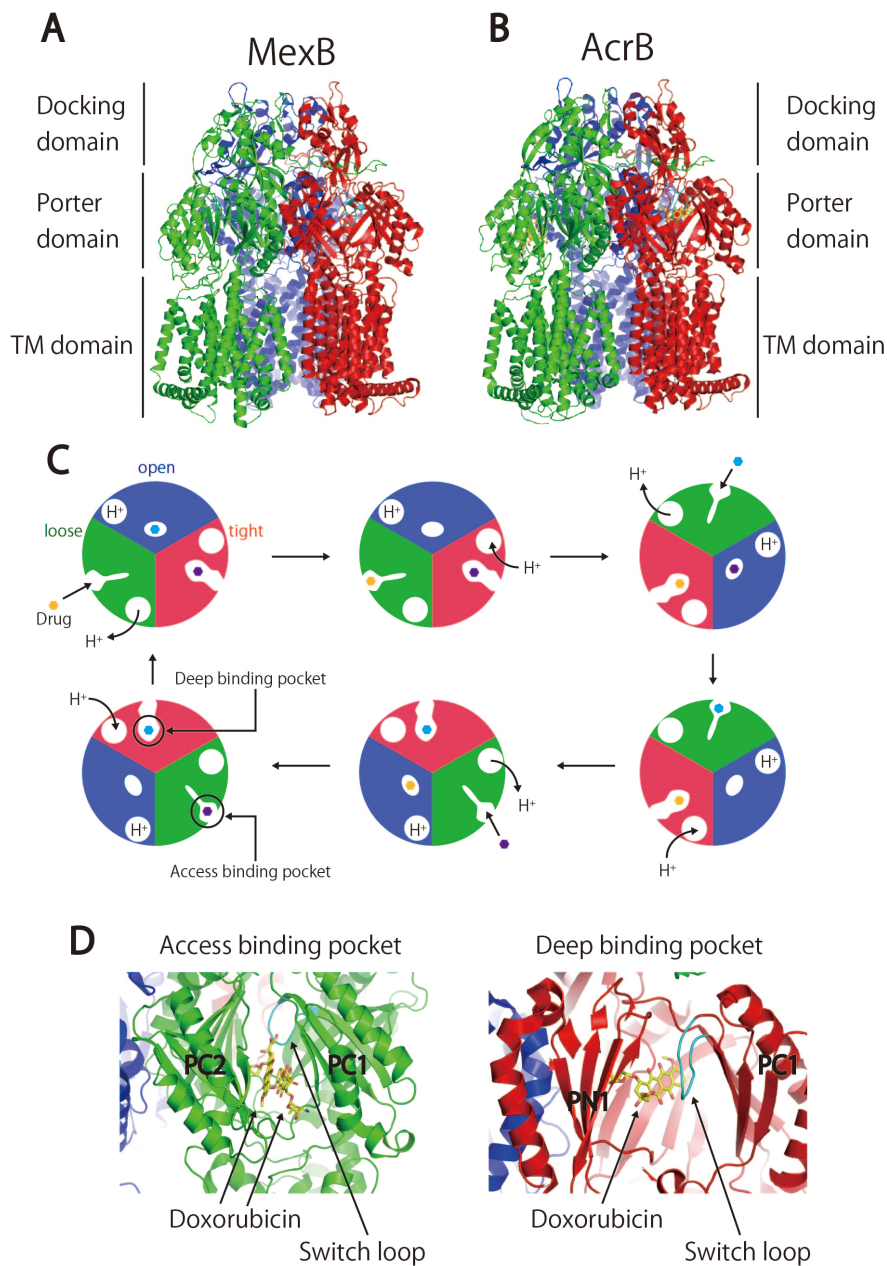 A
MexB
B
AcrB
Docking
domain
Porter
domain
TM domain
Docking
domain
Porter
domain
TM domain
C
open
loose
tight
H+
Drug
H+
H+
H+
H+
H+
Deep binding pocket
H+
H+
Access binding pocket
H+
H+
H+
H+
D
Access binding pocket
Deep binding pocket
PC2
PC1
PN1
PC1
Doxorubicin
Switch loop
Doxorubicin
Switch loop